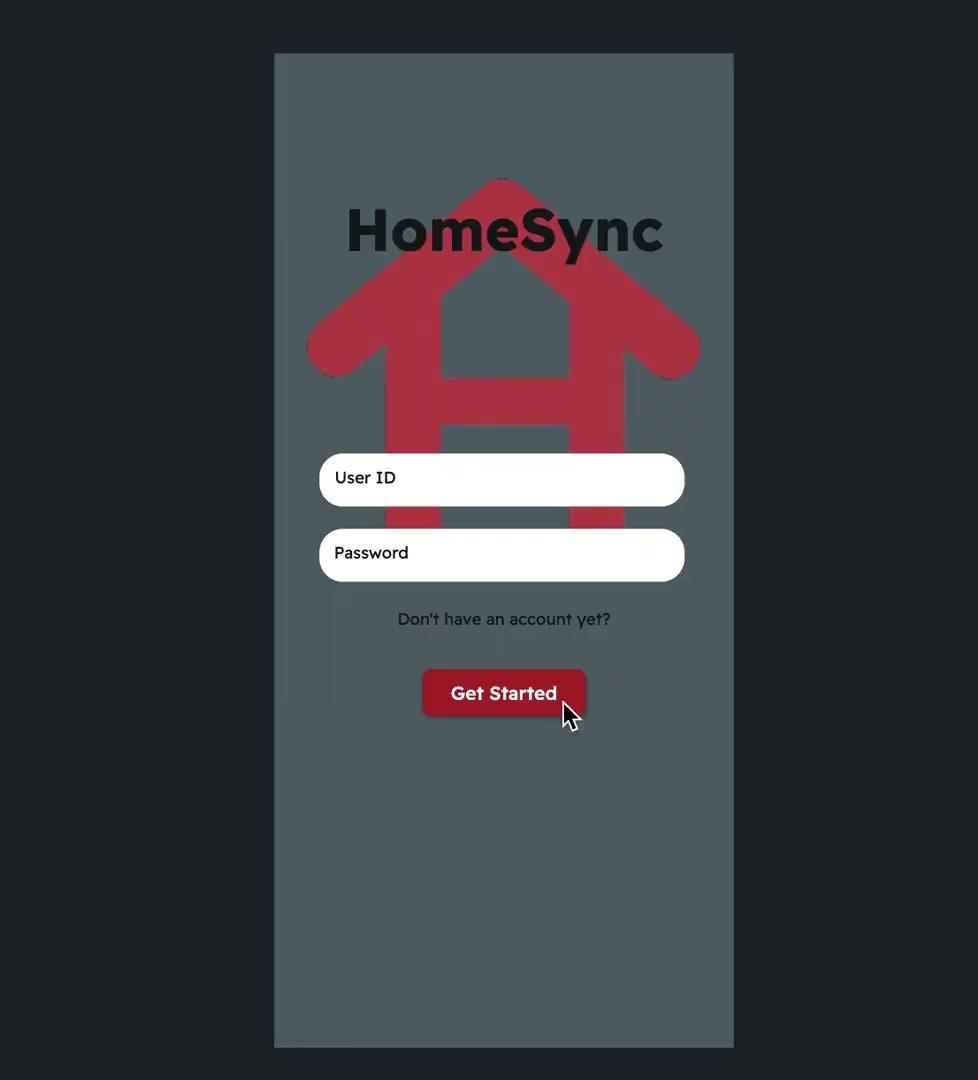 HomeSync
User ID
Password
Don't have an account yet?
Get Started